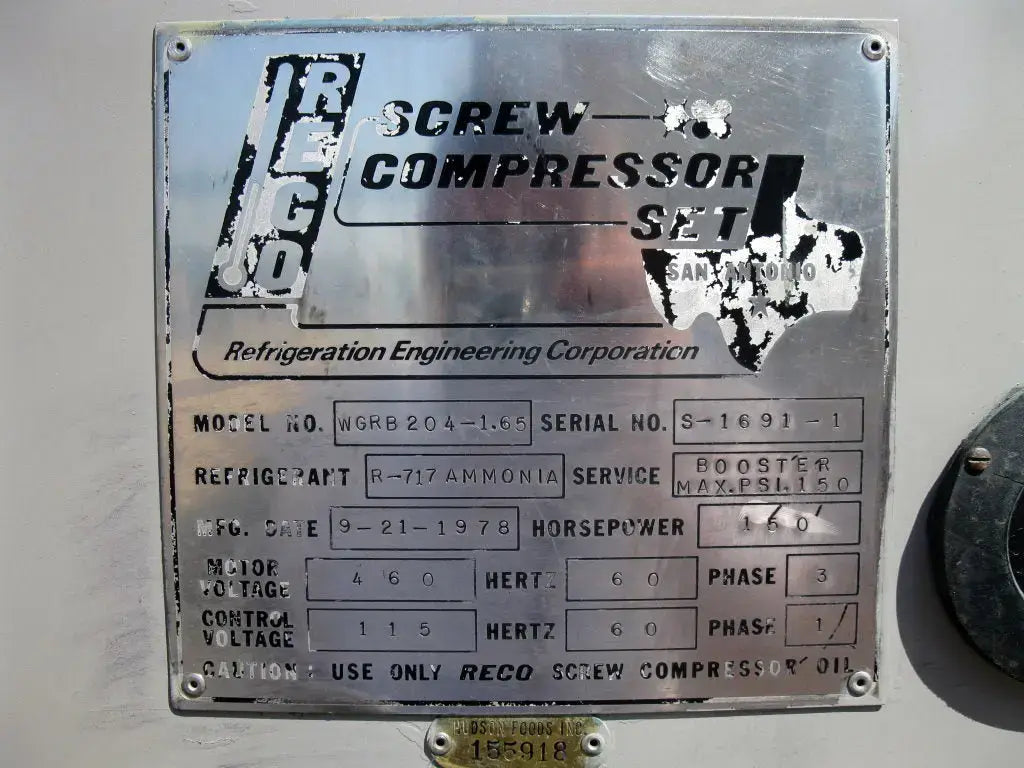 RECO
SCREW
COMPRESSOR
SET
SAN ANTONIO
Refrigeration Engineering Corporation
MODEL NO. WGRB204-1.65 SERIAL NO. S-1691-1
REFRIGERANT R-717 AMMONIA SERVICE BOOSTER MAX.PSI.150
MFG. DATE 9-21-1978 HORSEPOWER 150
MOTOR VOLTAGE 460 HERTZ 60 PHASE 3
CONTROL VOLTAGE 115 HERTZ 60 PHASE 1
CAUTION: USE ONLY RECO SCREW COMPRESSOR OIL
HUDSON FOODS INC.
155918